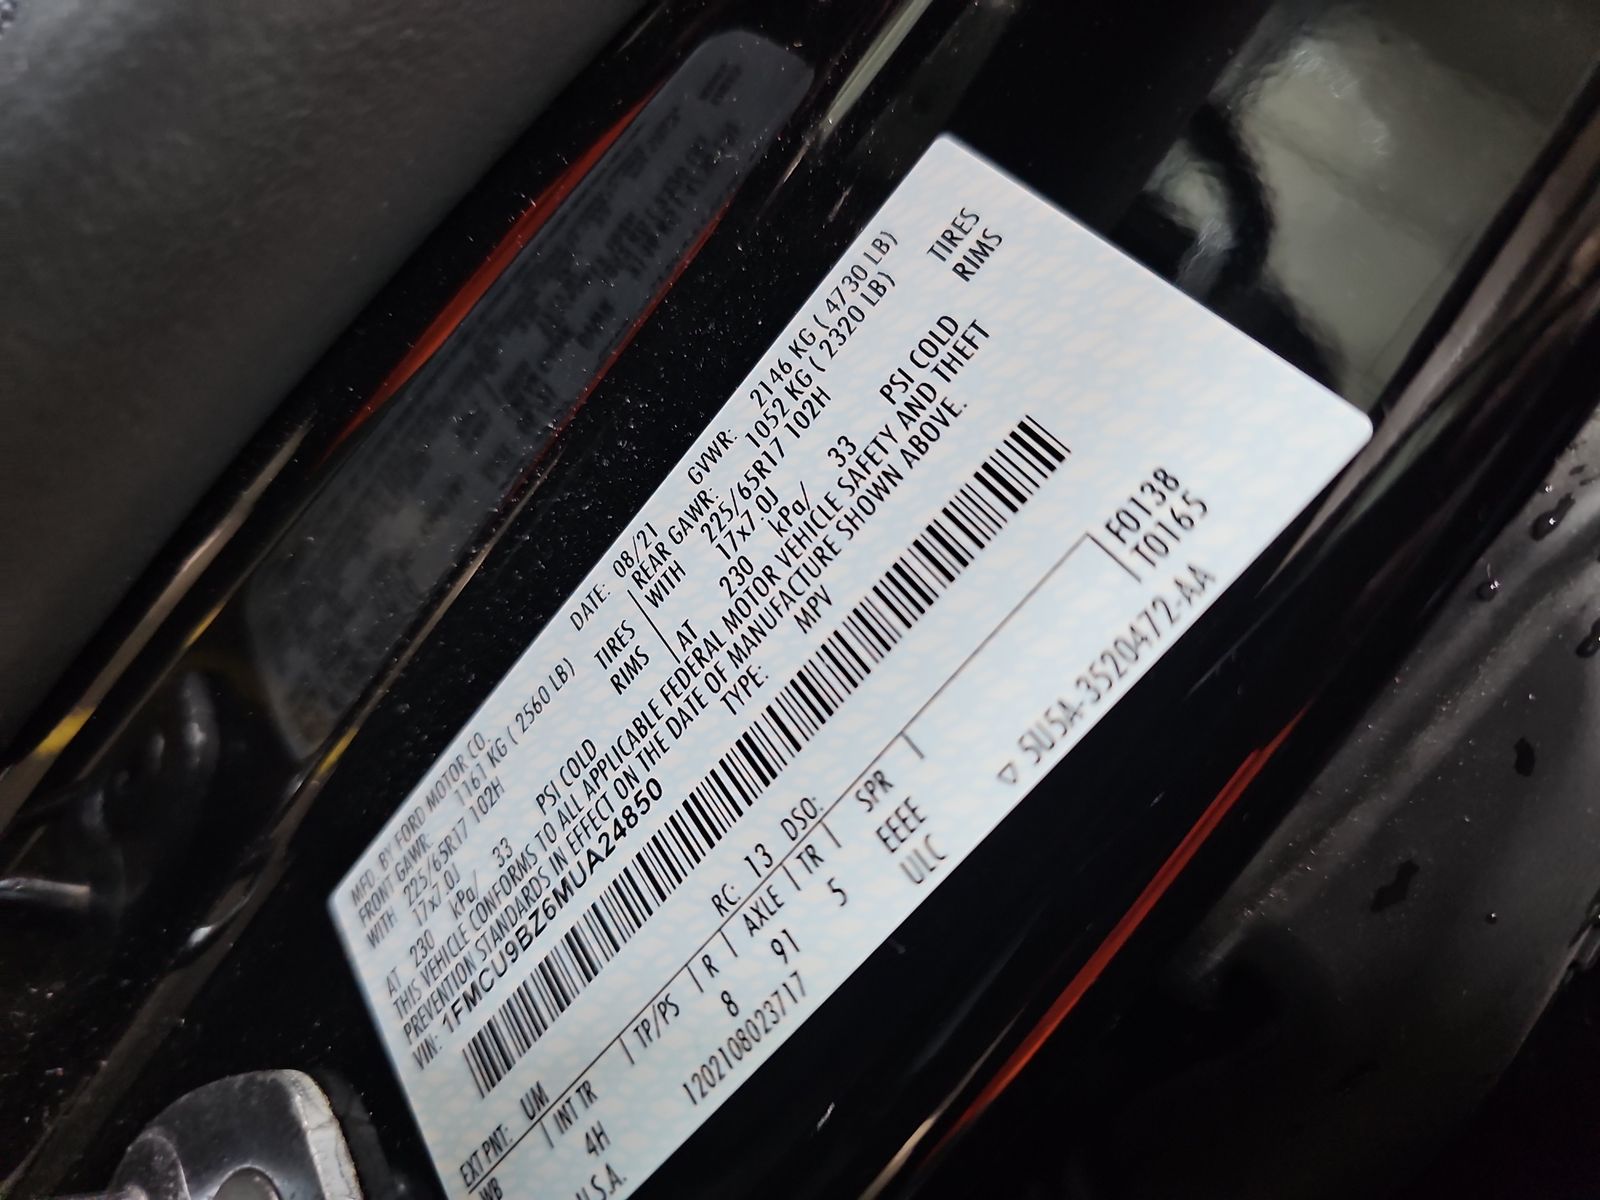 MFD. BY FORD MOTOR CO.
DATE: 08/21
GVWR: 2146 KG ( 4730 LB)
FRONT GAWR: 1161 KG ( 2560 LB)
REAR GAWR: 1052 KG ( 2320 LB)
WITH 225/65R17 102H TIRES
WITH 225/65R17 102H TIRES
17x7.0J RIMS
17x7.0J RIMS
AT 230 kPa/ 33 PSI COLD
AT 230 kPa/ 33 PSI COLD
THIS VEHICLE CONFORMS TO ALL APPLICABLE FEDERAL MOTOR VEHICLE SAFETY AND THEFT
PREVENTION STANDARDS IN EFFECT ON THE DATE OF MANUFACTURE SHOWN ABOVE.
VIN: 1FMCU9BZ6MUA24850
TYPE: MPV
F0138
T0165
EXT PNT: UM RC: 13 DSO:
WB | INT TR | TP/PS | R | AXLE | TR | SPR |
4H 8 91 5 EEEE
U.S.A. 120210802371​7 ULC
▽ 5U5A-3520472-AA